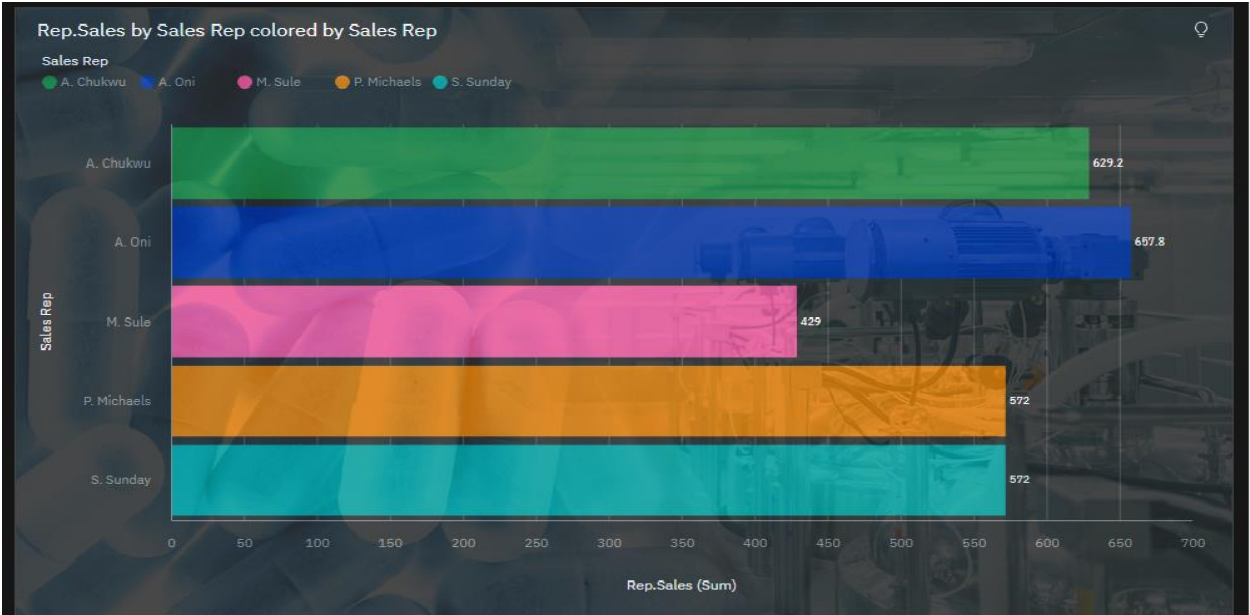 Rep.Sales by Sales Rep colored by Sales Rep
Sales Rep
A. Chukwu A. Oni M. Sule P. Michaels S. Sunday
A. Chukwu 629.2
A. Oni 657.8
M. Sule 429
P. Michaels 572
S. Sunday 572
Sales Rep
0 50 100 150 200 250 300 350 400 450 500 550 600 650 700
Rep.Sales (Sum)